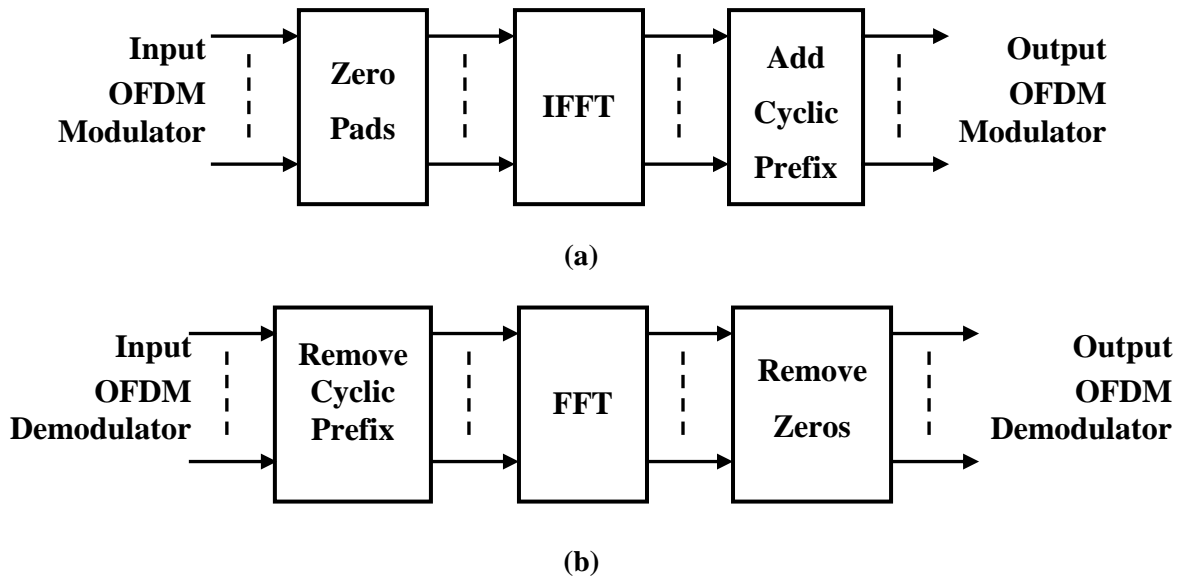 Input
OFDM
Modulator
Zero
Pads
IFFT
Add
Cyclic
Prefix
Output
OFDM
Modulator
(a)
Input
OFDM
Demodulator
Remove
Cyclic
Prefix
FFT
Remove
Zeros
Output
OFDM
Demodulator
(b)